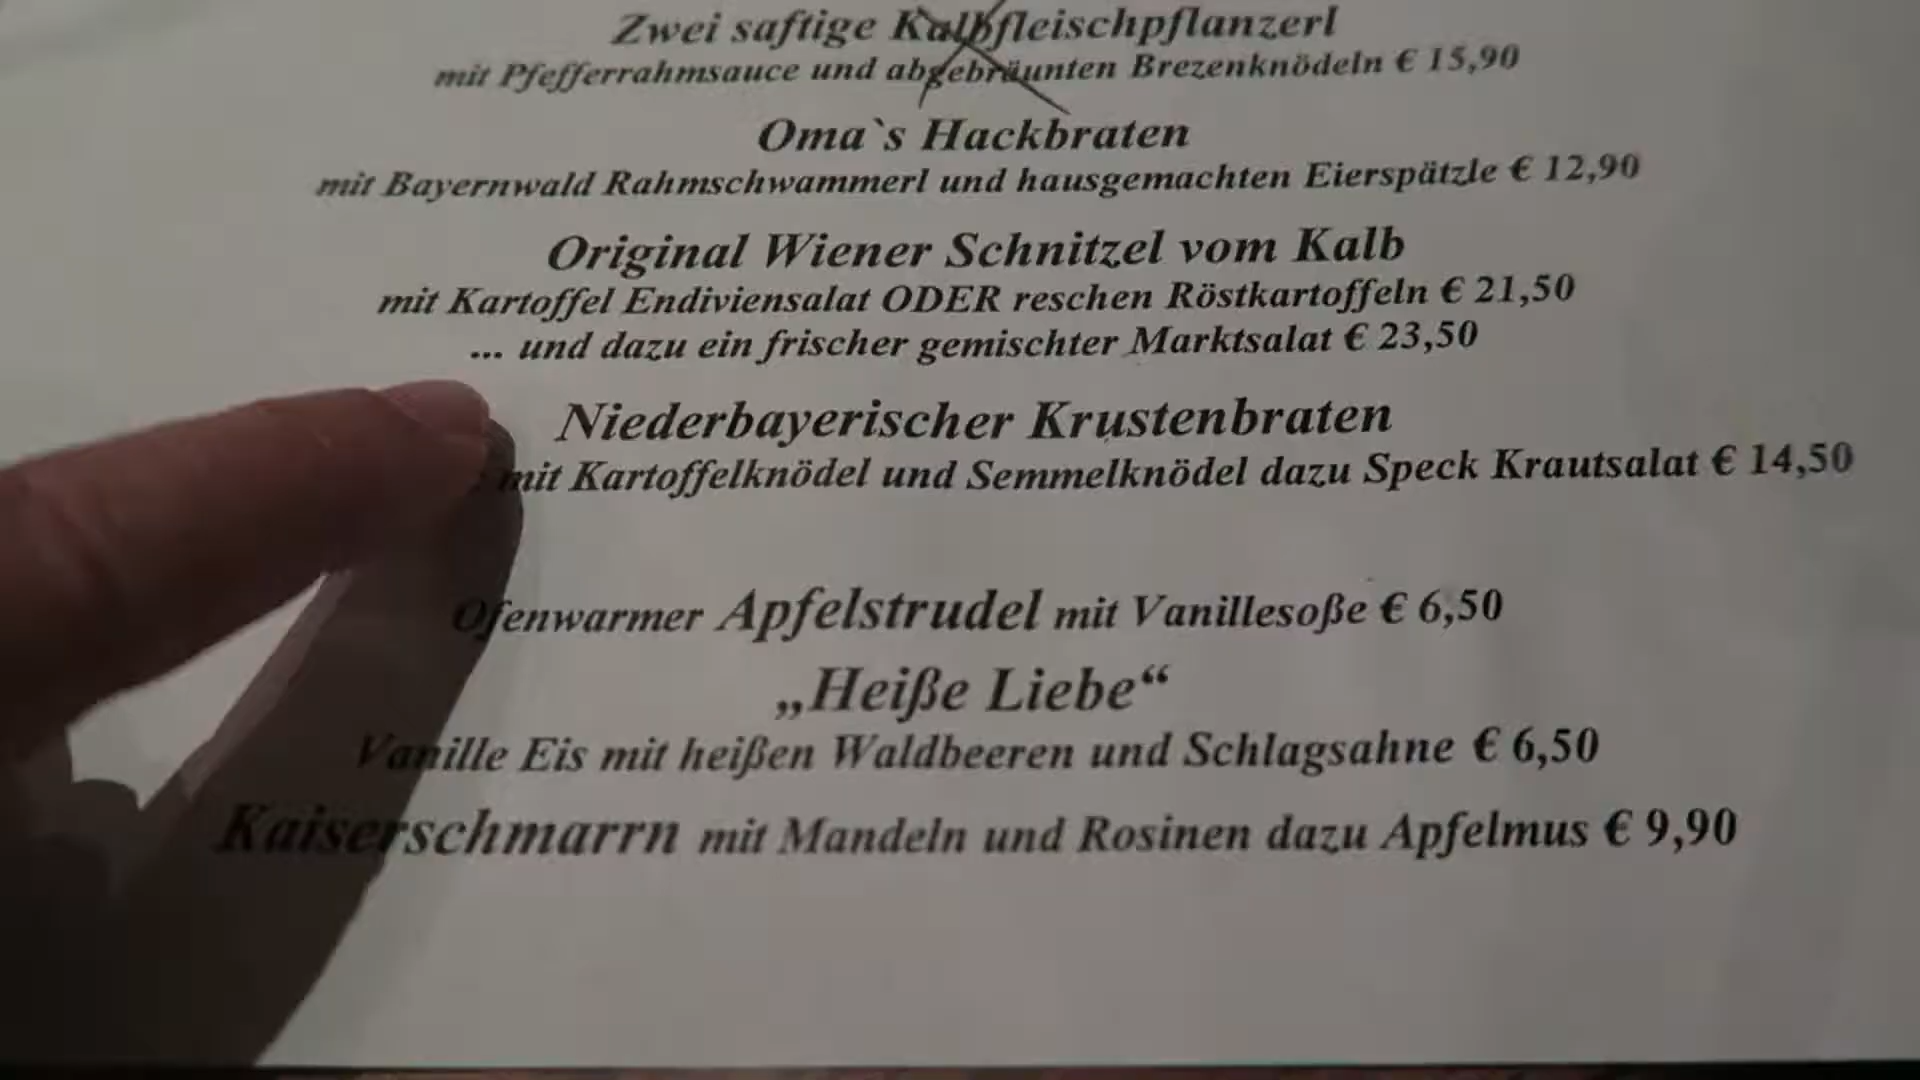 Zwei saftige Kalbfleischpflanzerl
mit Pfefferrahmsauce und abgebräunten Brezenknödeln € 15,90
Oma`s Hackbraten
mit Bayernwald Rahmschwammerl und hausgemachten Eierspätzle € 12,90
Original Wiener Schnitzel vom Kalb
mit Kartoffel Endiviensalat ODER reschen Röstkartoffeln € 21,50
... und dazu ein frischer gemischter Marktsalat € 23,50
Niederbayerischer Krustenbraten
mit Kartoffelknödel und Semmelknödel dazu Speck Krautsalat € 14,50
Ofenwarmer Apfelstrudel mit Vanillesoße € 6,50
„Heiße Liebe“
Vanille Eis mit heißen Waldbeeren und Schlagsahne € 6,50
Kaiserschmarrn mit Mandeln und Rosinen dazu Apfelmus € 9,90